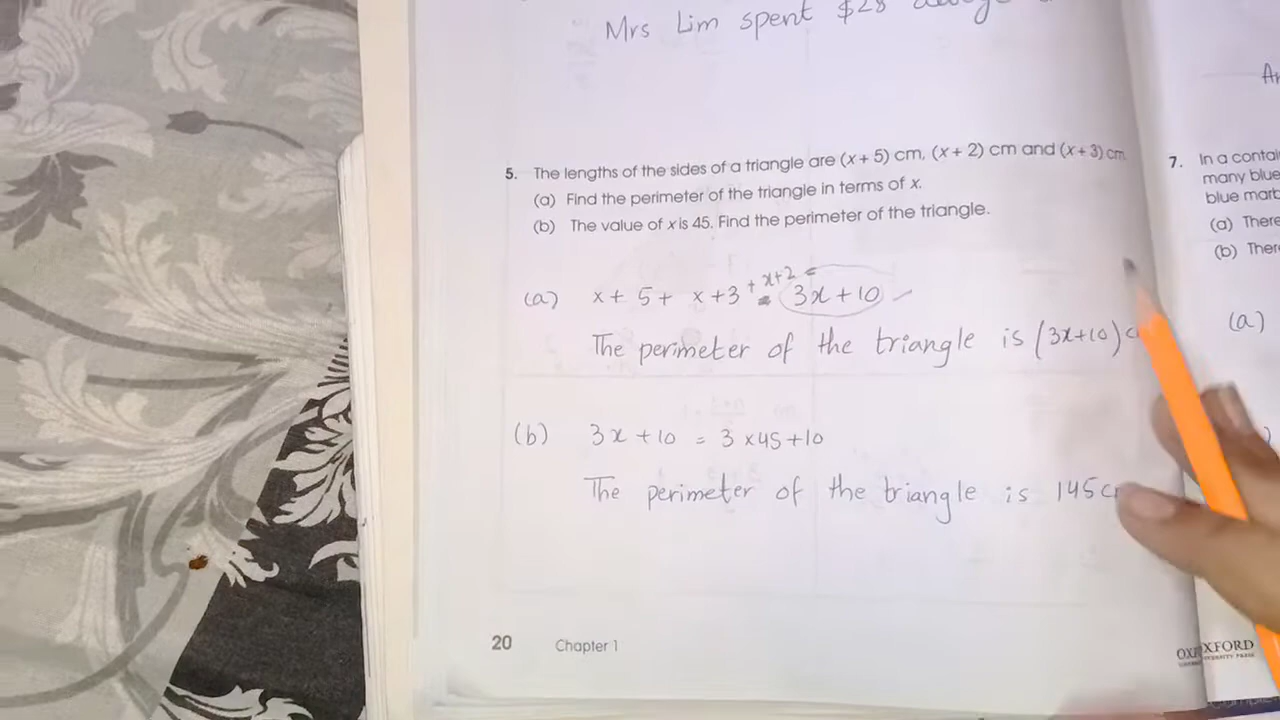 Mrs Lim spent $28
5. The lengths of the sides of a triangle are (x + 5) cm, (x + 2) cm and (x + 3) cm.
(a) Find the perimeter of the triangle in terms of x.
(b) The value of x is 45. Find the perimeter of the triangle.
(a) x + 5 + x + 3 + x + 2 = 3x + 10
The perimeter of the triangle is (3x+10) c
(b) 3x + 10 = 3 x 45 + 10
The perimeter of the triangle is 145 c
20 Chapter 1
7. In a contai
many blue
blue marb
(a) There
(b) Ther
(a)
OXFORD
UNIVERSITY PRESS